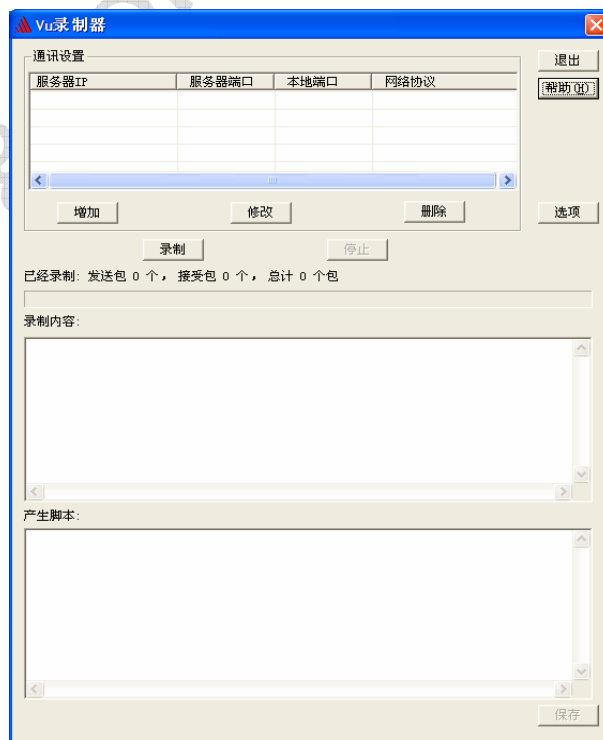 Vu录制器
通讯设置
退出
服务器IP 服务器端口 本地端口 网络协议
帮助(H)
增加 修改 删除 选项
录制 停止
已经录制: 发送包 0 个, 接受包 0 个, 总计 0 个包
录制内容:
产生脚本:
保存